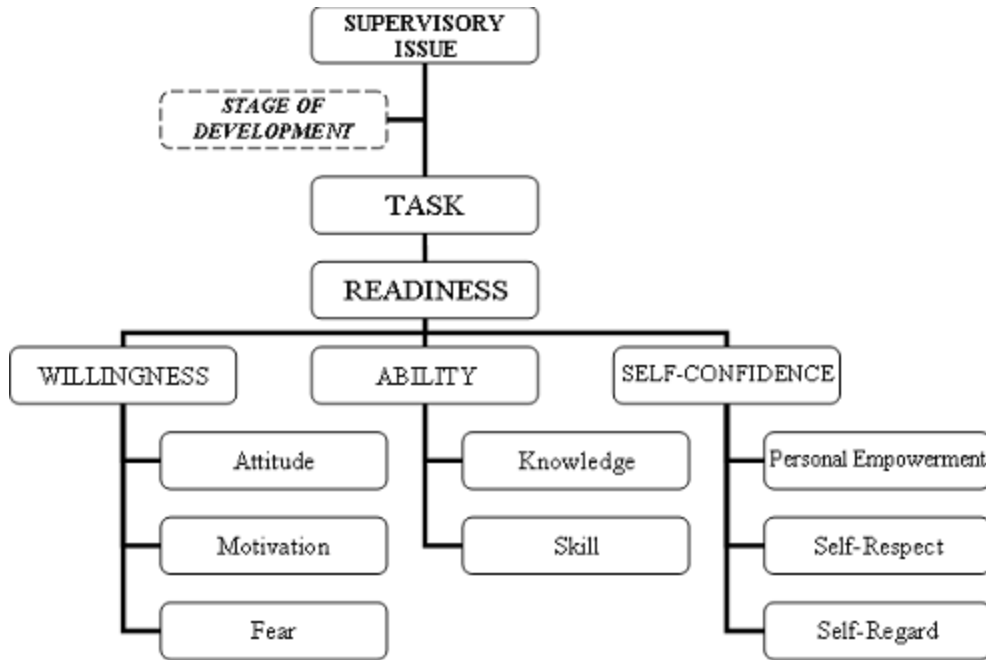 SUPERVISORY
ISSUE
STAGE OF
DEVELOPMENT
TASK
READINESS
WILLINGNESS
ABILITY
SELF-CONFIDENCE
Attitude
Knowledge
Personal Empowerment
Motivation
Skill
Self-Respect
Fear
Self-Regard